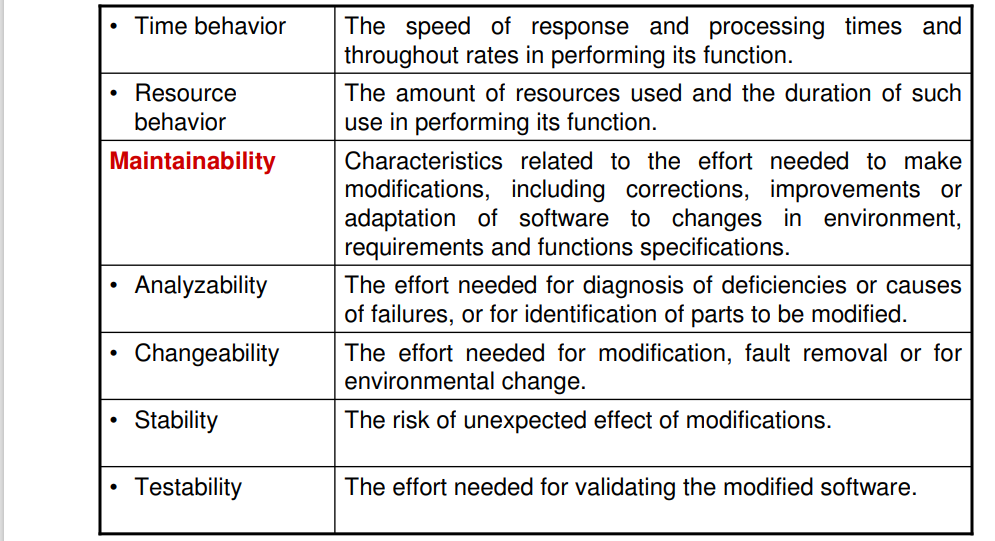 • Time behavior
The speed of response and processing times and
throughout rates in performing its function.
• Resource
behavior
The amount of resources used and the duration of such
use in performing its function.
Maintainability
Characteristics related to the effort needed to make
modifications, including corrections, improvements or
adaptation of software to changes in environment,
requirements and functions specifications.
• Analyzability
The effort needed for diagnosis of deficiencies or causes
of failures, or for identification of parts to be modified.
• Changeability
The effort needed for modification, fault removal or for
environmental change.
• Stability
The risk of unexpected effect of modifications.
• Testability
The effort needed for validating the modified software.